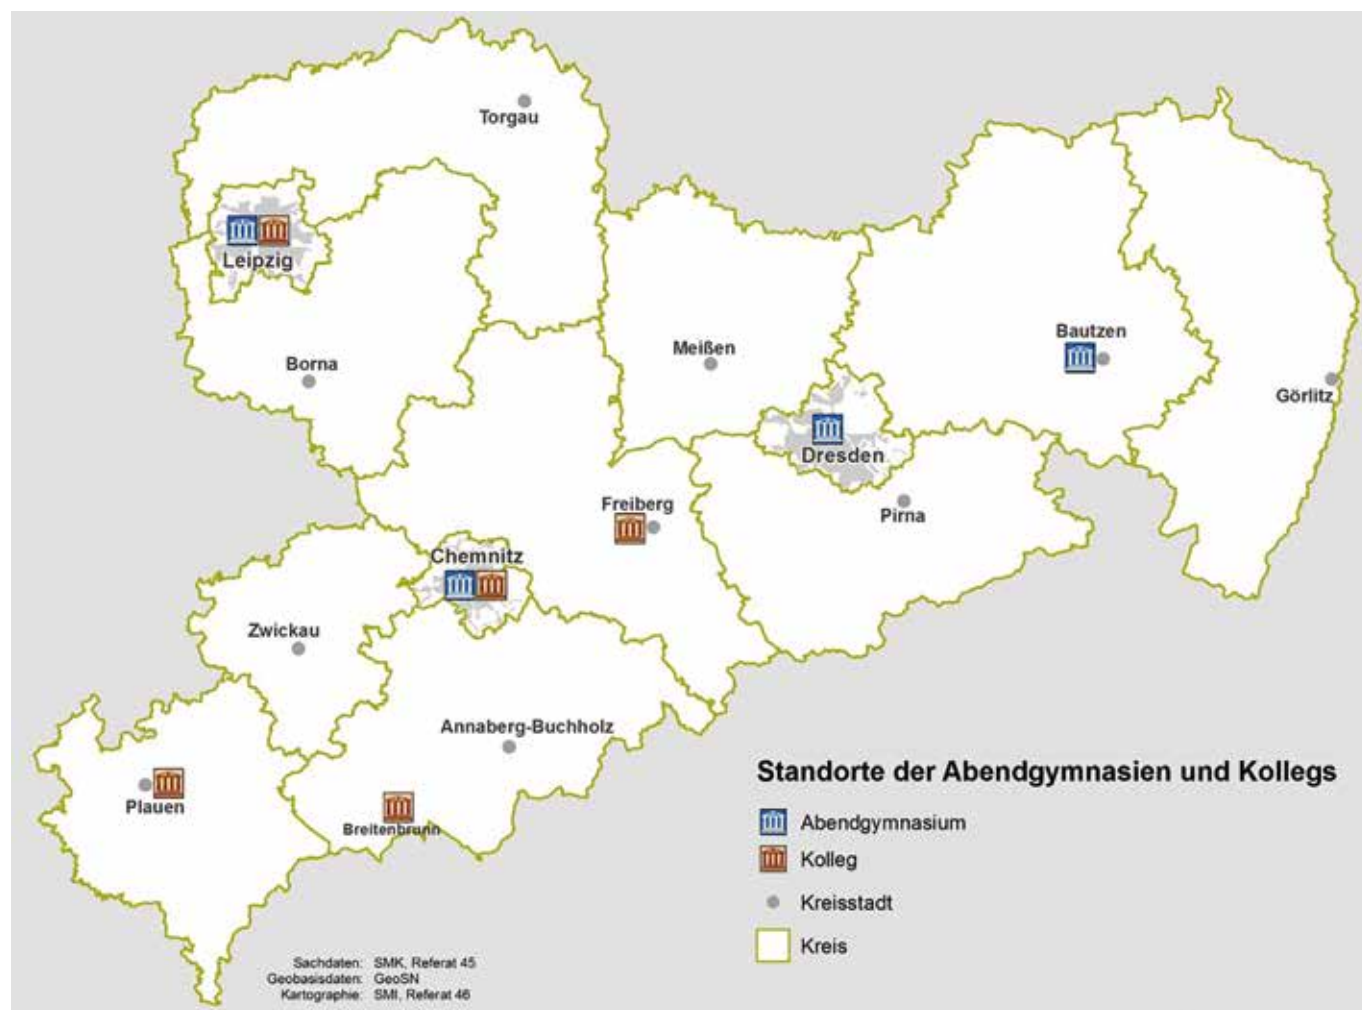 Torgau
Leipzig
Borna
Meißen
Bautzen
Görlitz
Dresden
Freiberg
Pirna
Chemnitz
Zwickau
Annaberg-Buchholz
Plauen
Breitenbrunn
Standorte der Abendgymnasien und Kollegs
Abendgymnasium
Kolleg
Kreisstadt
Kreis
Sachdaten: SMK, Referat 45
Geobasisdaten: GeoSN
Kartographie: SMI, Referat 46